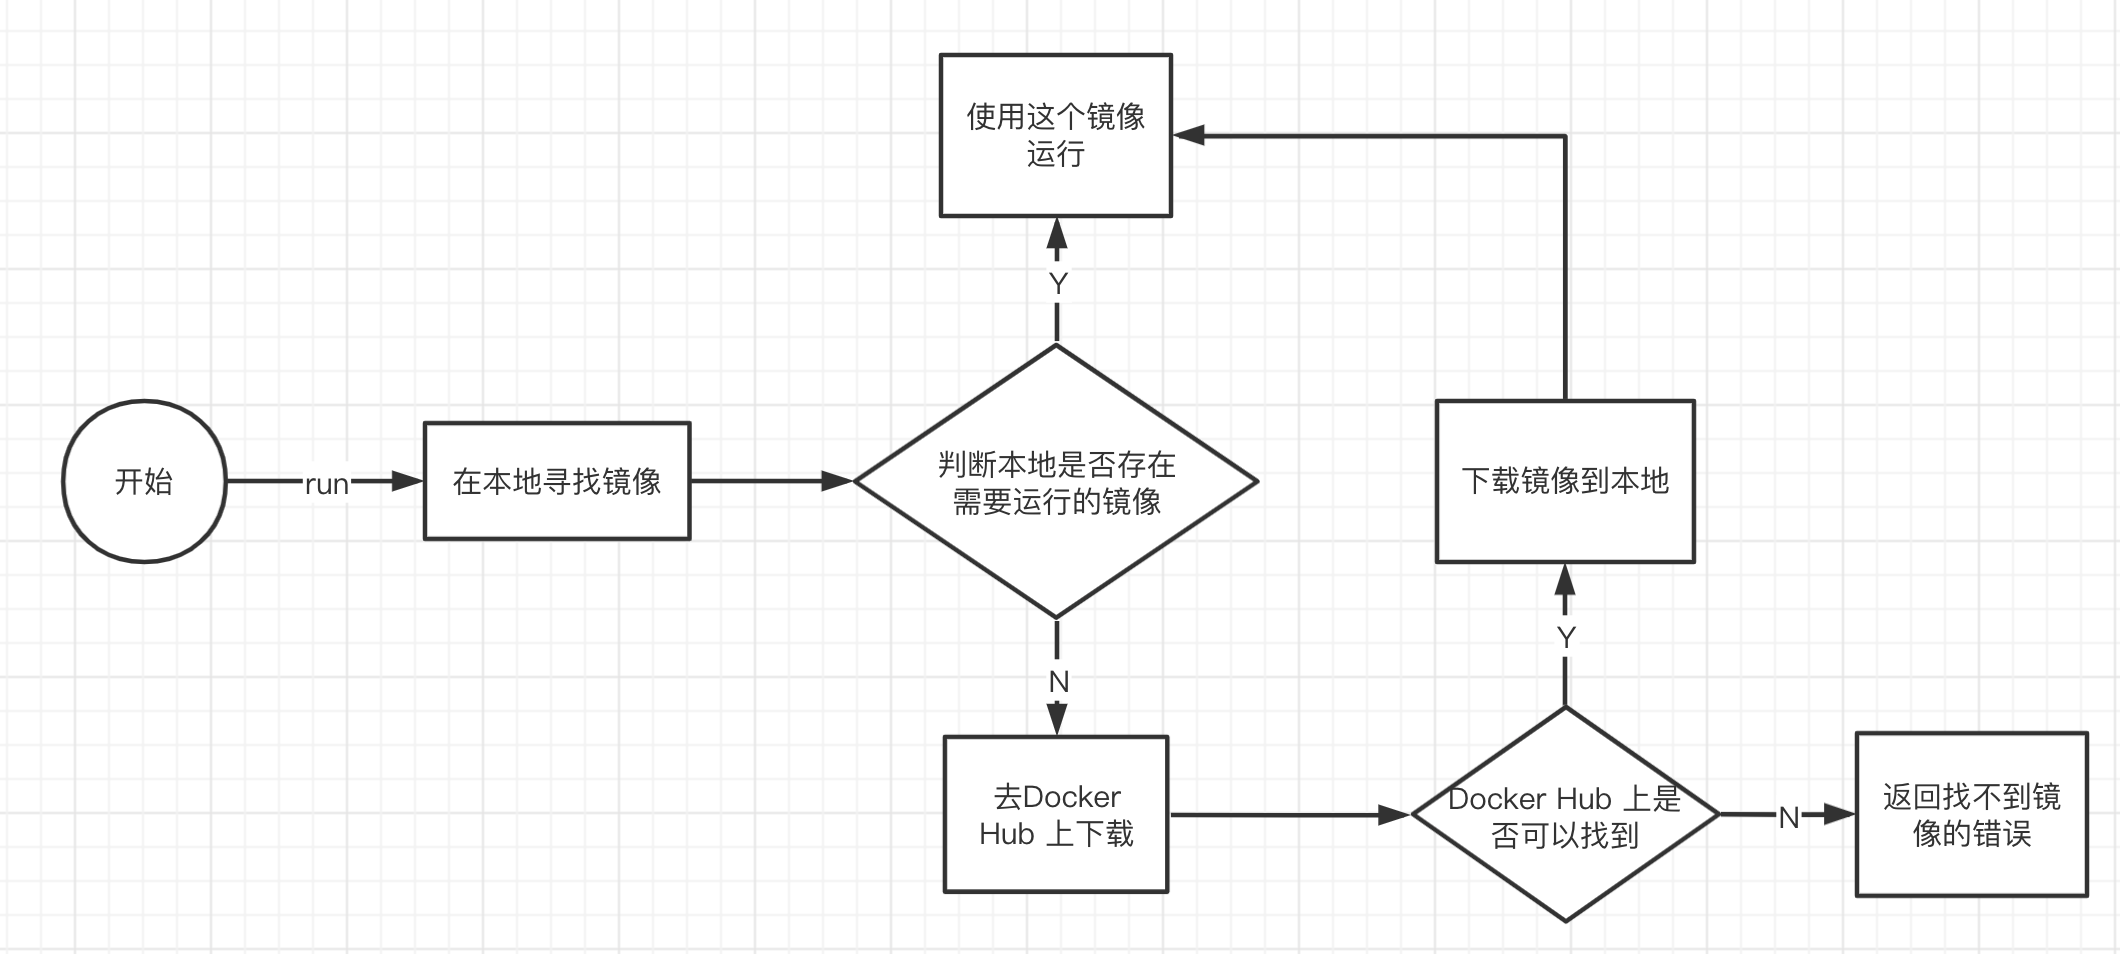 使用这个镜像
运行
Y
开始
run
在本地寻找镜像
判断本地是否存在
需要运行的镜像
下载镜像到本地
Y
N
去Docker
Hub 上下载
Docker Hub 上是
否可以找到
N
返回找不到镜
像的错误